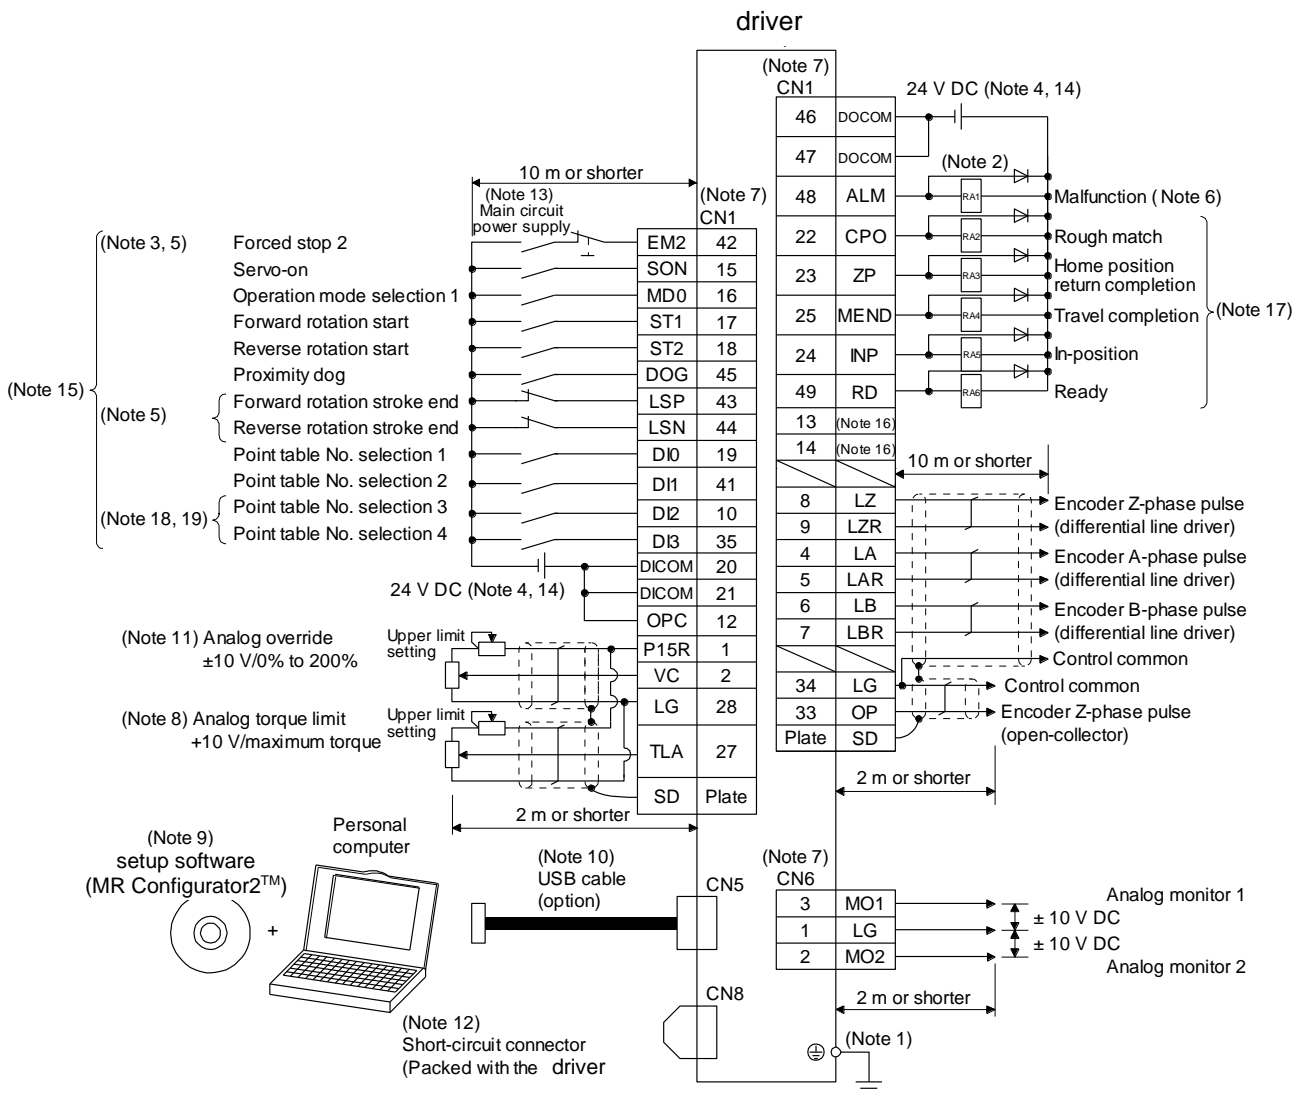 driver
(Note 7)
CN1
24 V DC (Note 4, 14)
46 DOCOM
47 DOCOM
(Note 2)
48 ALM RA1 Malfunction ( Note 6)
22 CPO RA2 Rough match
23 ZP RA3 Home position
return completion
25 MEND RA4 Travel completion
(Note 17)
24 INP RA5 In-position
49 RD RA6 Ready
13 (Note 16)
14 (Note 16)
10 m or shorter
8 LZ Encoder Z-phase pulse
9 LZR (differential line driver)
4 LA Encoder A-phase pulse
5 LAR (differential line driver)
6 LB Encoder B-phase pulse
7 LBR (differential line driver)
Control common
34 LG Control common
33 OP Encoder Z-phase pulse
(open-collector)
Plate SD
2 m or shorter
10 m or shorter
(Note 13)
Main circuit
power supply
(Note 7)
CN1
(Note 15)
(Note 3, 5) Forced stop 2 EM2 42
Servo-on SON 15
Operation mode selection 1 MD0 16
Forward rotation start ST1 17
Reverse rotation start ST2 18
Proximity dog DOG 45
(Note 5)
Forward rotation stroke end LSP 43
Reverse rotation stroke end LSN 44
Point table No. selection 1 DI0 19
Point table No. selection 2 DI1 41
(Note 18, 19)
Point table No. selection 3 DI2 10
Point table No. selection 4 DI3 35
DICOM 20
24 V DC (Note 4, 14)
DICOM 21
OPC 12
(Note 11) Analog override
±10 V/0% to 200%
Upper limit
setting
P15R 1
VC 2
LG 28
(Note 8) Analog torque limit
+10 V/maximum torque
Upper limit
setting
TLA 27
SD Plate
2 m or shorter
(Note 9)
setup software
(MR Configurator2TM)
+
Personal
computer
(Note 10)
USB cable
(option)
CN5
CN8
(Note 12)
Short-circuit connector
(Packed with the driver
(Note 7)
CN6
3 MO1 Analog monitor 1
± 10 V DC
1 LG
± 10 V DC
2 MO2 Analog monitor 2
2 m or shorter
(Note 1)